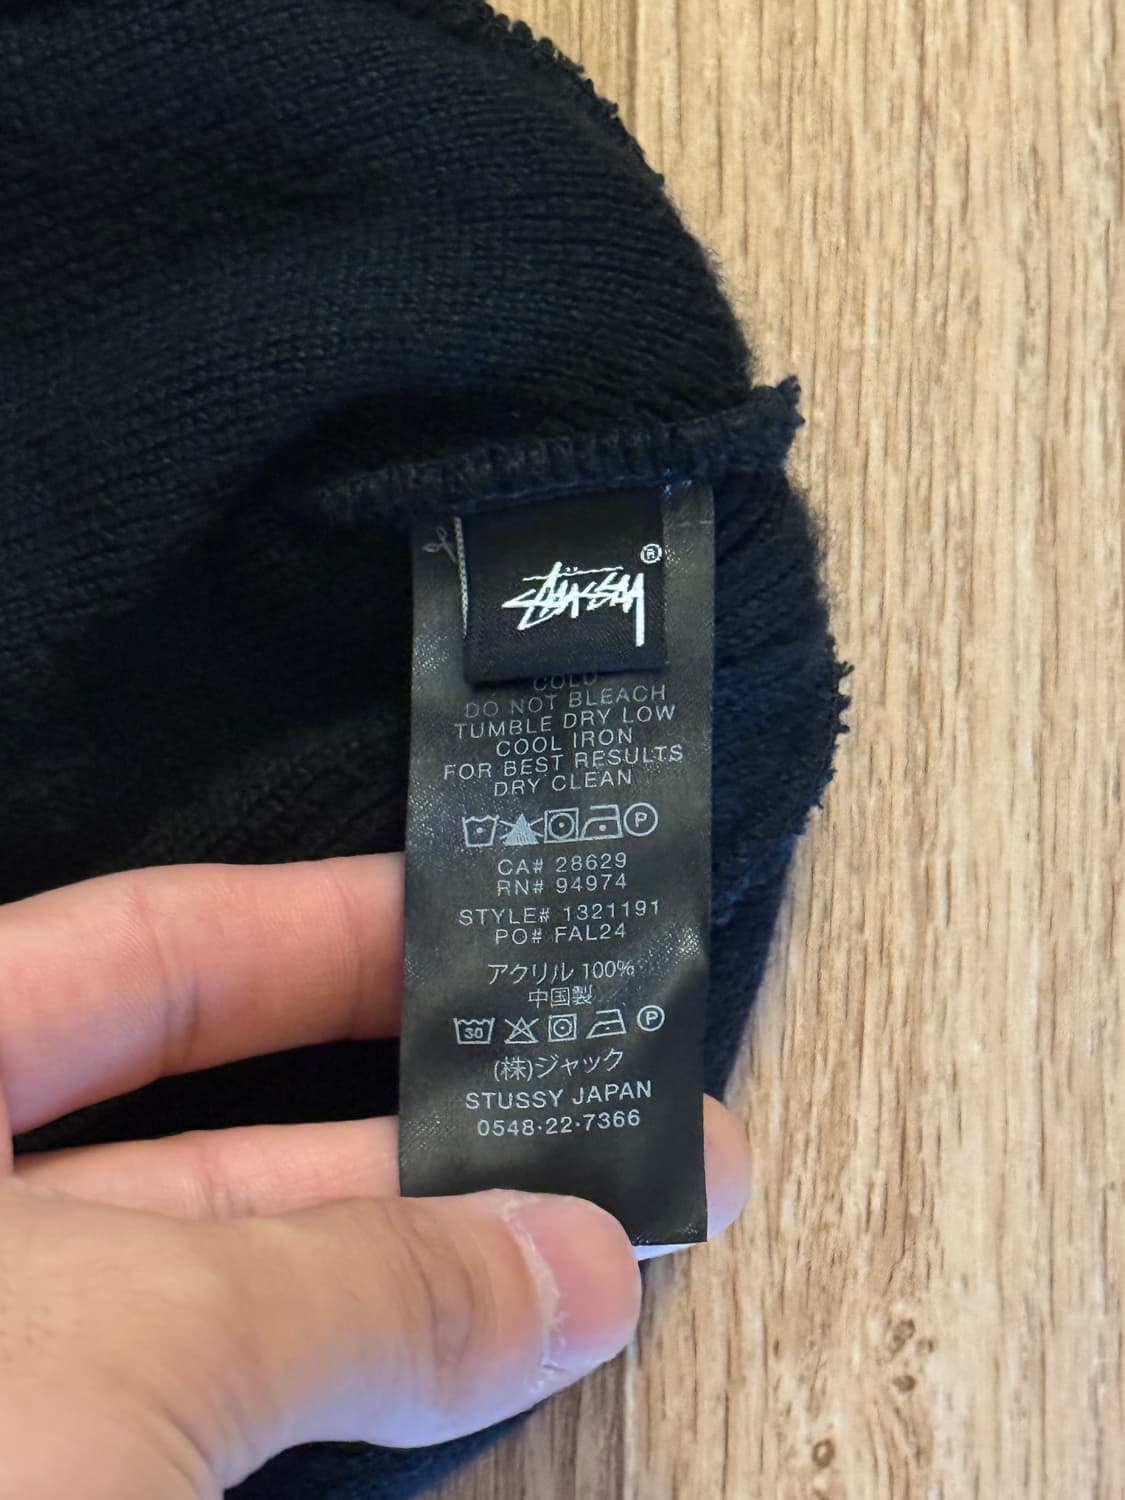 STÜSSY®
COLD
DO NOT BLEACH
TUMBLE DRY LOW
COOL IRON
FOR BEST RESULTS
DRY CLEAN
P
CA# 28629
RN# 94974
STYLE# 1321191
PO# FAL24
アクリル 100%
中国製
30 P
(株)ジャック
STUSSY JAPAN
0548·22·7366